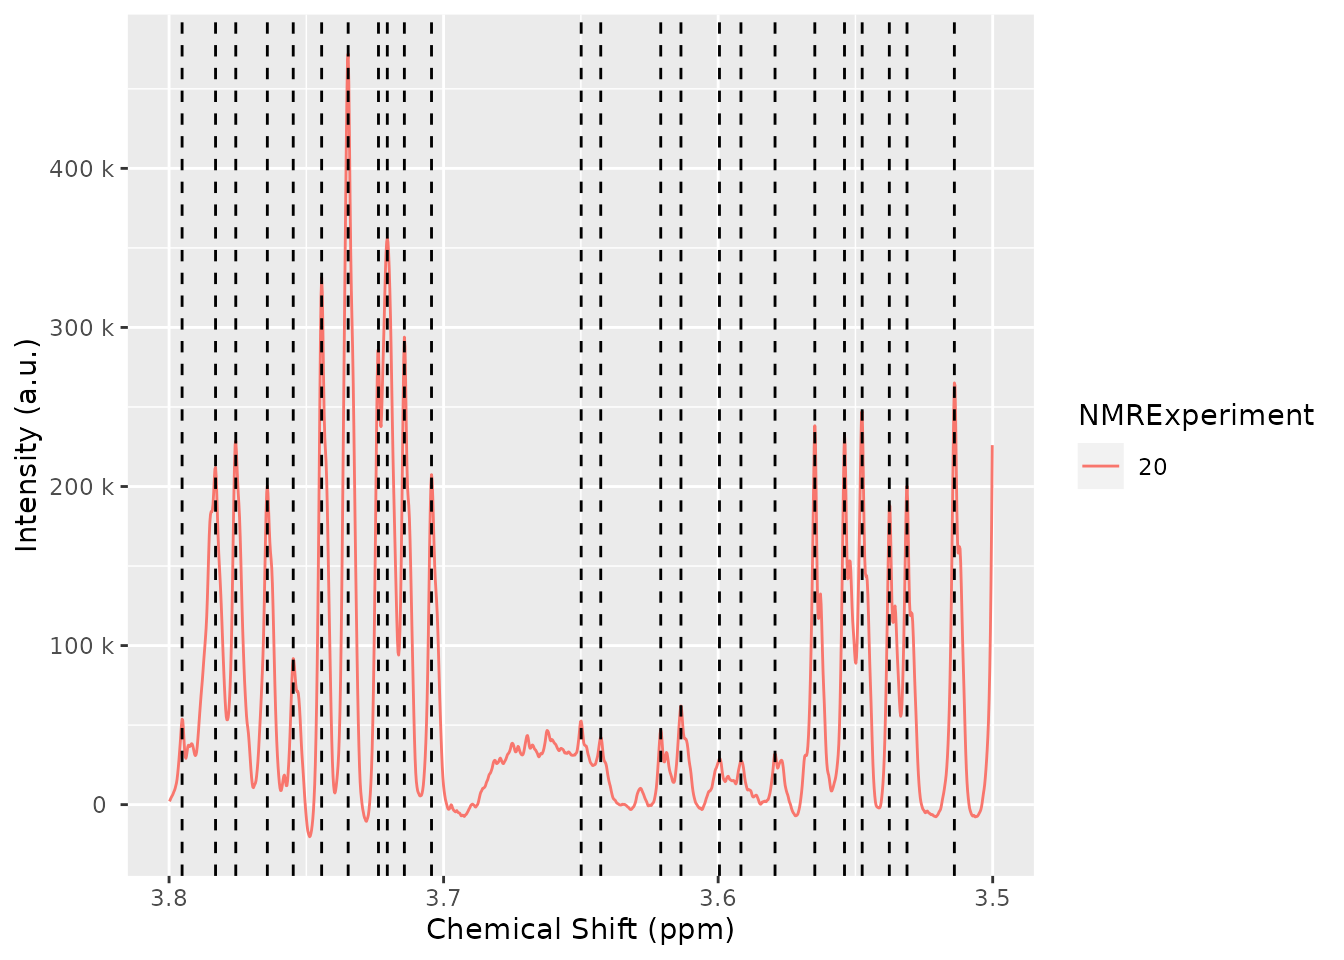 400 k
300 k
200 k
100 k
0
Intensity (a.u.)
3.8
3.7
3.6
3.5
Chemical Shift (ppm)
NMRExperiment
20